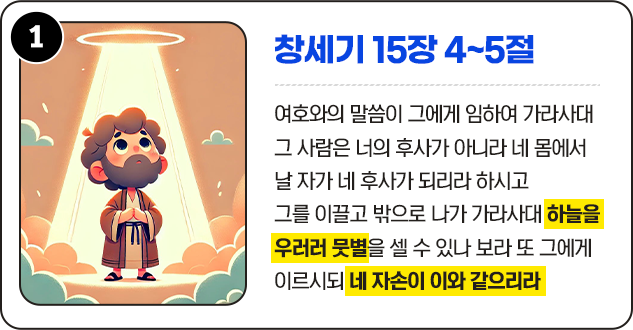 1
창세기 15장 4~5절
여호와의 말씀이 그에게 임하여 가라사대
그 사람은 너의 후사가 아니라 네 몸에서
날 자가 네 후사가 되리라 하시고
그를 이끌고 밖으로 나가 가라사대 하늘을
우러러 뭇별을 셀 수 있나 보라 또 그에게
이르시되 네 자손이 이와 같으리라